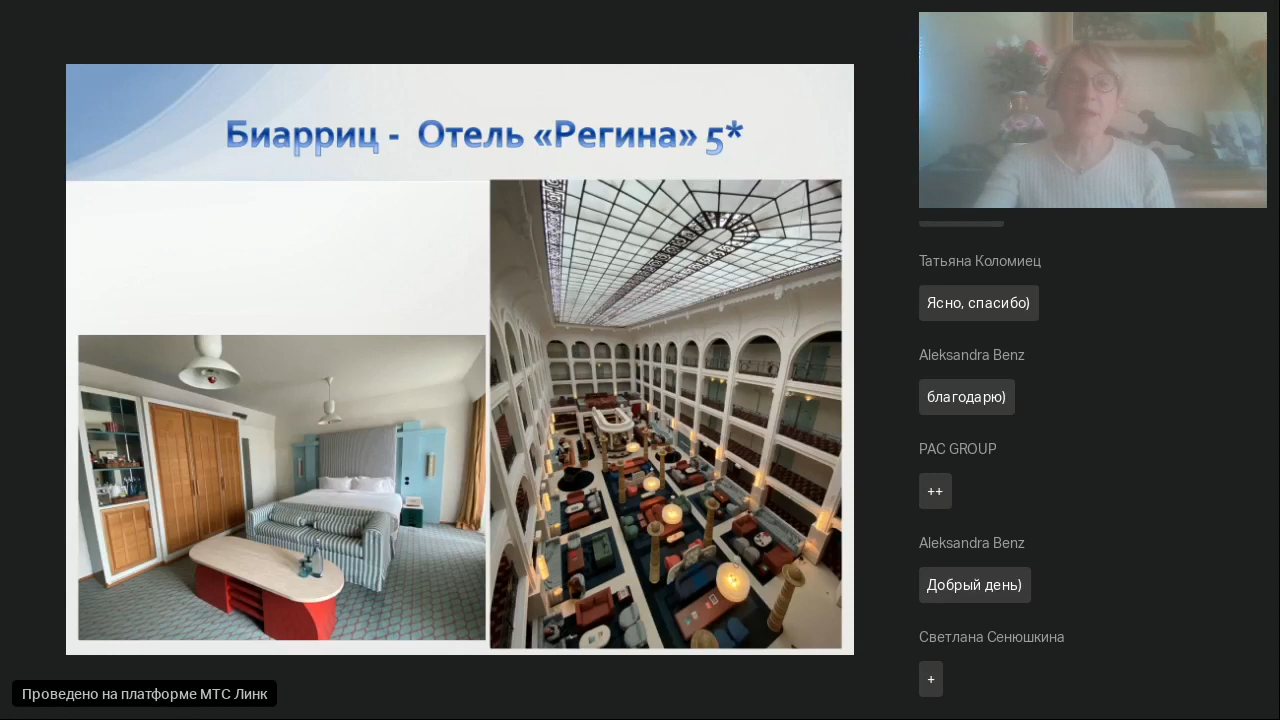 Биарриц - Отель «Регина» 5*
Татьяна Коломиец
Ясно, спасибо)
Aleksandra Benz
благодарю)
PAC GROUP
++
Aleksandra Benz
Добрый день)
Светлана Сенюшкина
+
Проведено на платформе МТС Линк